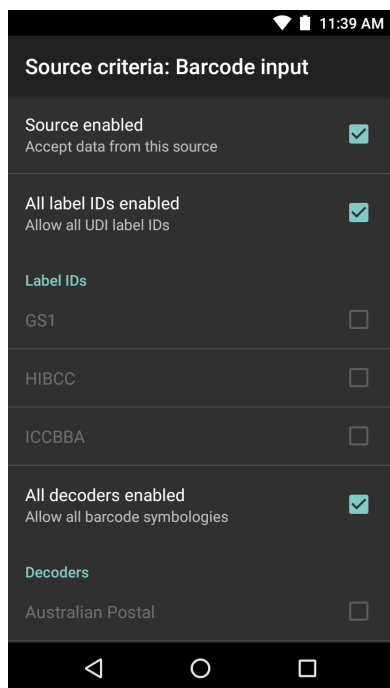 11:39 AM
Source criteria: Barcode input
Source enabled
Accept data from this source
All label IDs enabled
Allow all UDI label IDs
Label IDs
GS1
HIBCC
ICCBBA
All decoders enabled
Allow all barcode symbologies
Decoders
Australian Postal